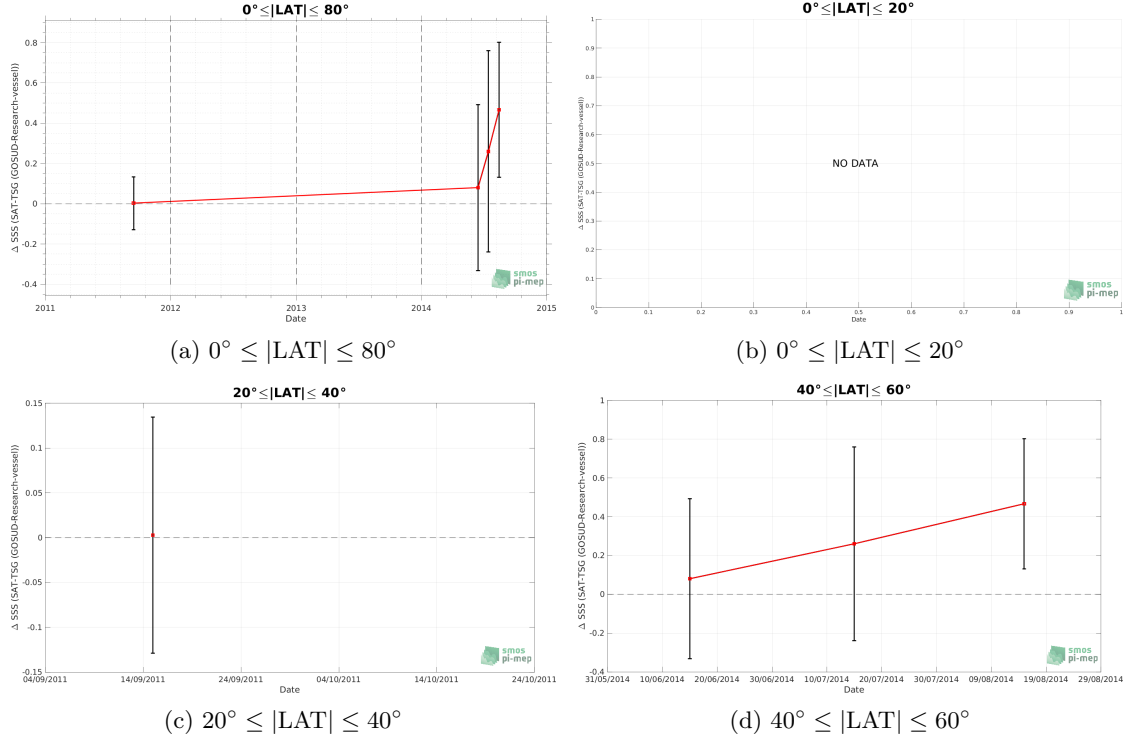 0°≤|LAT|≤ 80°
Δ SSS (SAT-TSG (GOSUD-Research-vessel))
0.8
0.6
0.4
0.2
0
-0.2
-0.4
2011
2012
2013
2014
2015
Date
smos
pi-mep
(a) 0° ≤ |LAT| ≤ 80°
0°≤|LAT|≤ 20°
Δ SSS (SAT-TSG (GOSUD-Research-vessel))
1
0.9
0.8
0.7
0.6
0.5
0.4
0.3
0.2
0.1
0
NO DATA
0
0.1
0.2
0.3
0.4
0.5
0.6
0.7
0.8
0.9
1
Date
smos
pi-mep
(b) 0° ≤ |LAT| ≤ 20°
20°≤|LAT|≤ 40°
Δ SSS (SAT-TSG (GOSUD-Research-vessel))
0.15
0.1
0.05
0
-0.05
-0.1
-0.15
04/09/2011
14/09/2011
24/09/2011
04/10/2011
14/10/2011
24/10/2011
Date
smos
pi-mep
(c) 20° ≤ |LAT| ≤ 40°
40°≤|LAT|≤ 60°
Δ SSS (SAT-TSG (GOSUD-Research-vessel))
1
0.8
0.6
0.4
0.2
0
-0.2
-0.4
31/05/2014
10/06/2014
20/06/2014
30/06/2014
10/07/2014
20/07/2014
30/07/2014
09/08/2014
19/08/2014
29/08/2014
Date
smos
pi-mep
(d) 40° ≤ |LAT| ≤ 60°